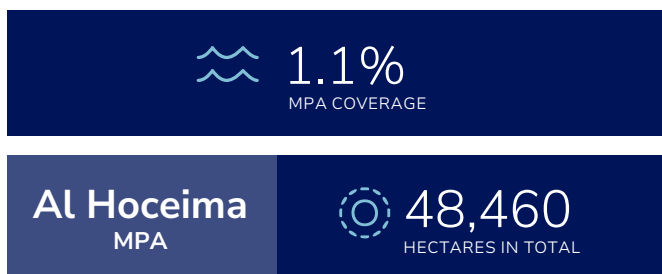 1.1%
MPA COVERAGE
Al Hoceima
MPA
48,460
HECTARES IN TOTAL